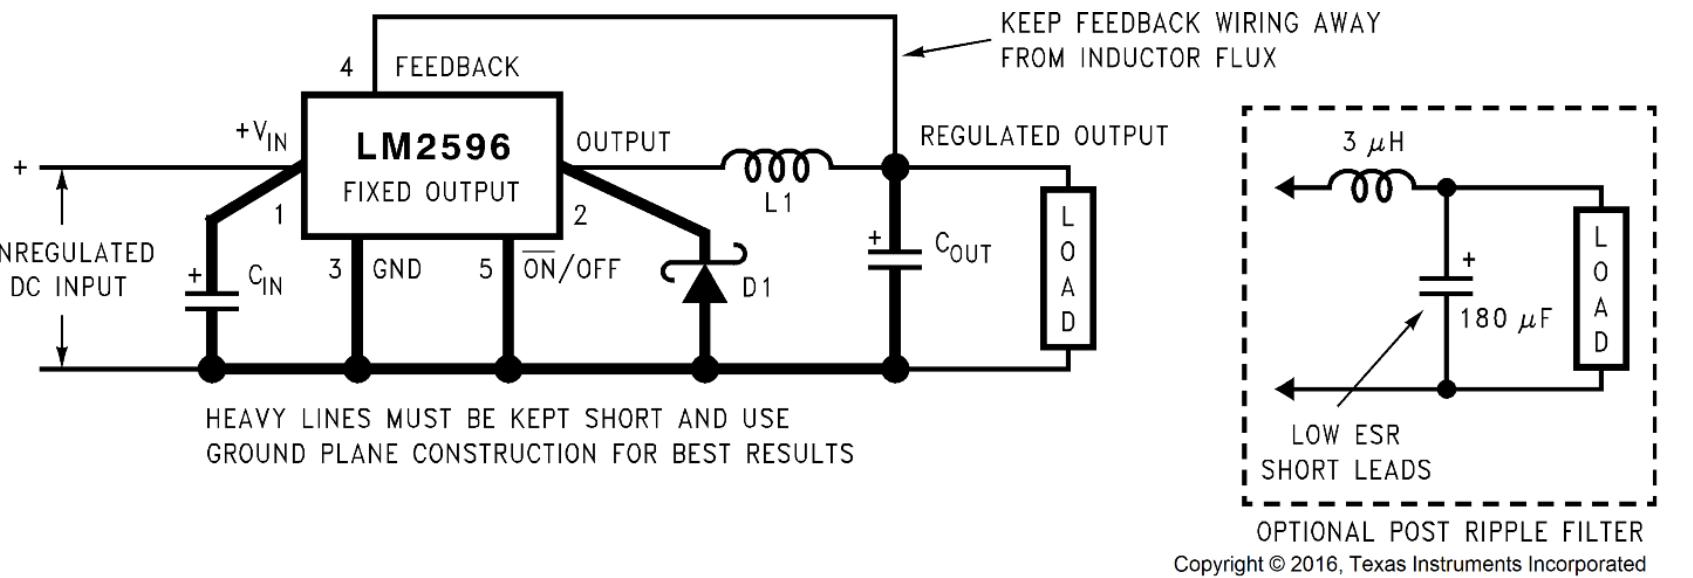 KEEP FEEDBACK WIRING AWAY
FROM INDUCTOR FLUX
4 FEEDBACK
+VIN
LM2596
FIXED OUTPUT
OUTPUT
REGULATED OUTPUT
+
1
2
L1
LOAD
NREGULATED
DC INPUT
+
CIN
3 GND
5 ON/OFF
D1
+
COUT
HEAVY LINES MUST BE KEPT SHORT AND USE
GROUND PLANE CONSTRUCTION FOR BEST RESULTS
3 μH
+
180 μF
LOAD
LOW ESR
SHORT LEADS
OPTIONAL POST RIPPLE FILTER
Copyright © 2016, Texas Instruments Incorporated